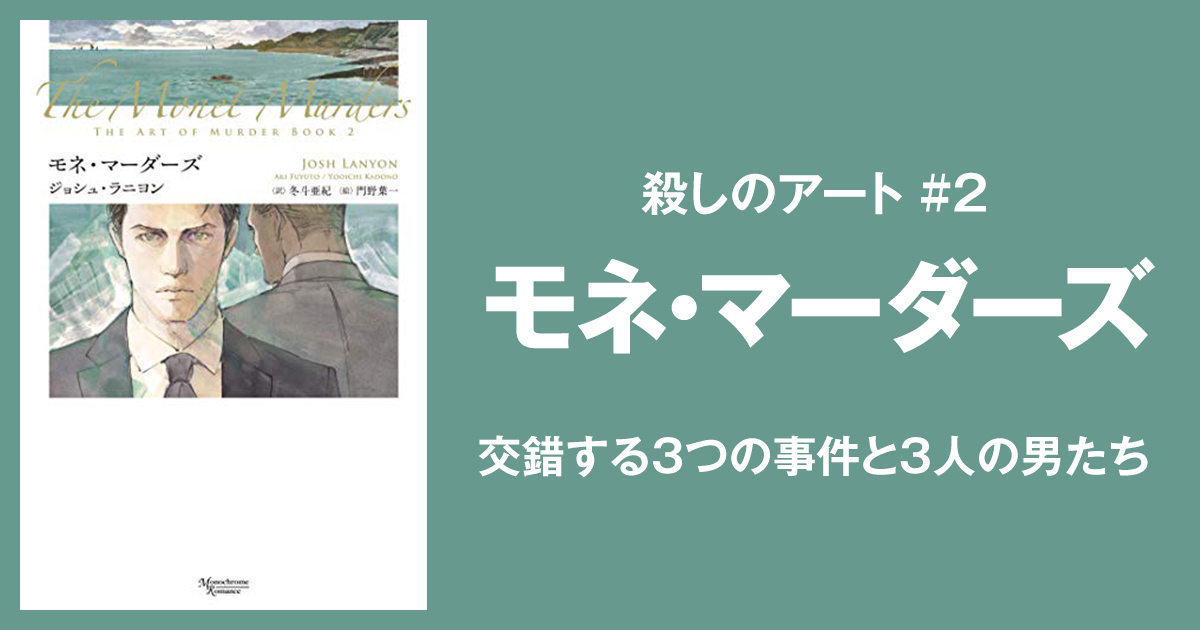 The Monet Murders
THE ART OF MURDER BOOK 2
モネ・マーダーズ
ジョシュ・ラニヨン
JOSH LANYON
AKI FUYUTO / YOOICHI KADONO
〈訳〉冬斗亜紀 〈絵〉門野葉一
Monochrome
Romance
殺しのアート #2
モネ・マーダーズ
交錯する3つの事件と3人の男たち